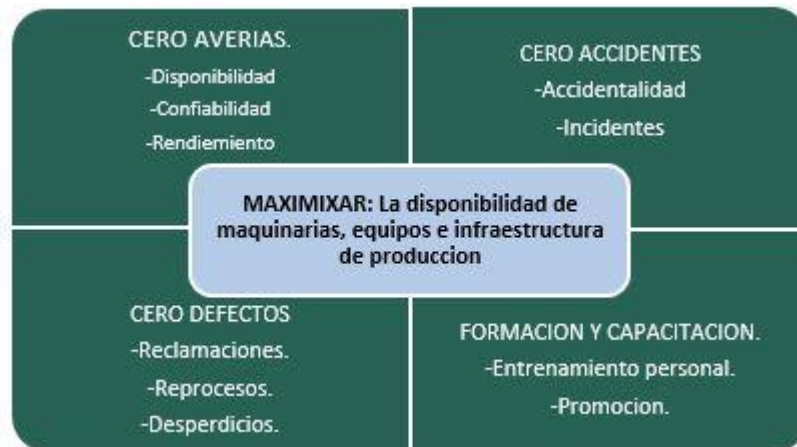 CERO AVERIAS.
-Disponibilidad
-Confiabilidad
-Rendiemiento
CERO ACCIDENTES
-Accidentalidad
-Incidentes
MAXIMIXAR: La disponibilidad de
maquinarias, equipos e infraestructura
de produccion
CERO DEFECTOS
-Reclamaciones.
-Reprocesos.
-Desperdicios.
FORMACION Y CAPACITACION.
-Entrenamiento personal.
-Promocion.